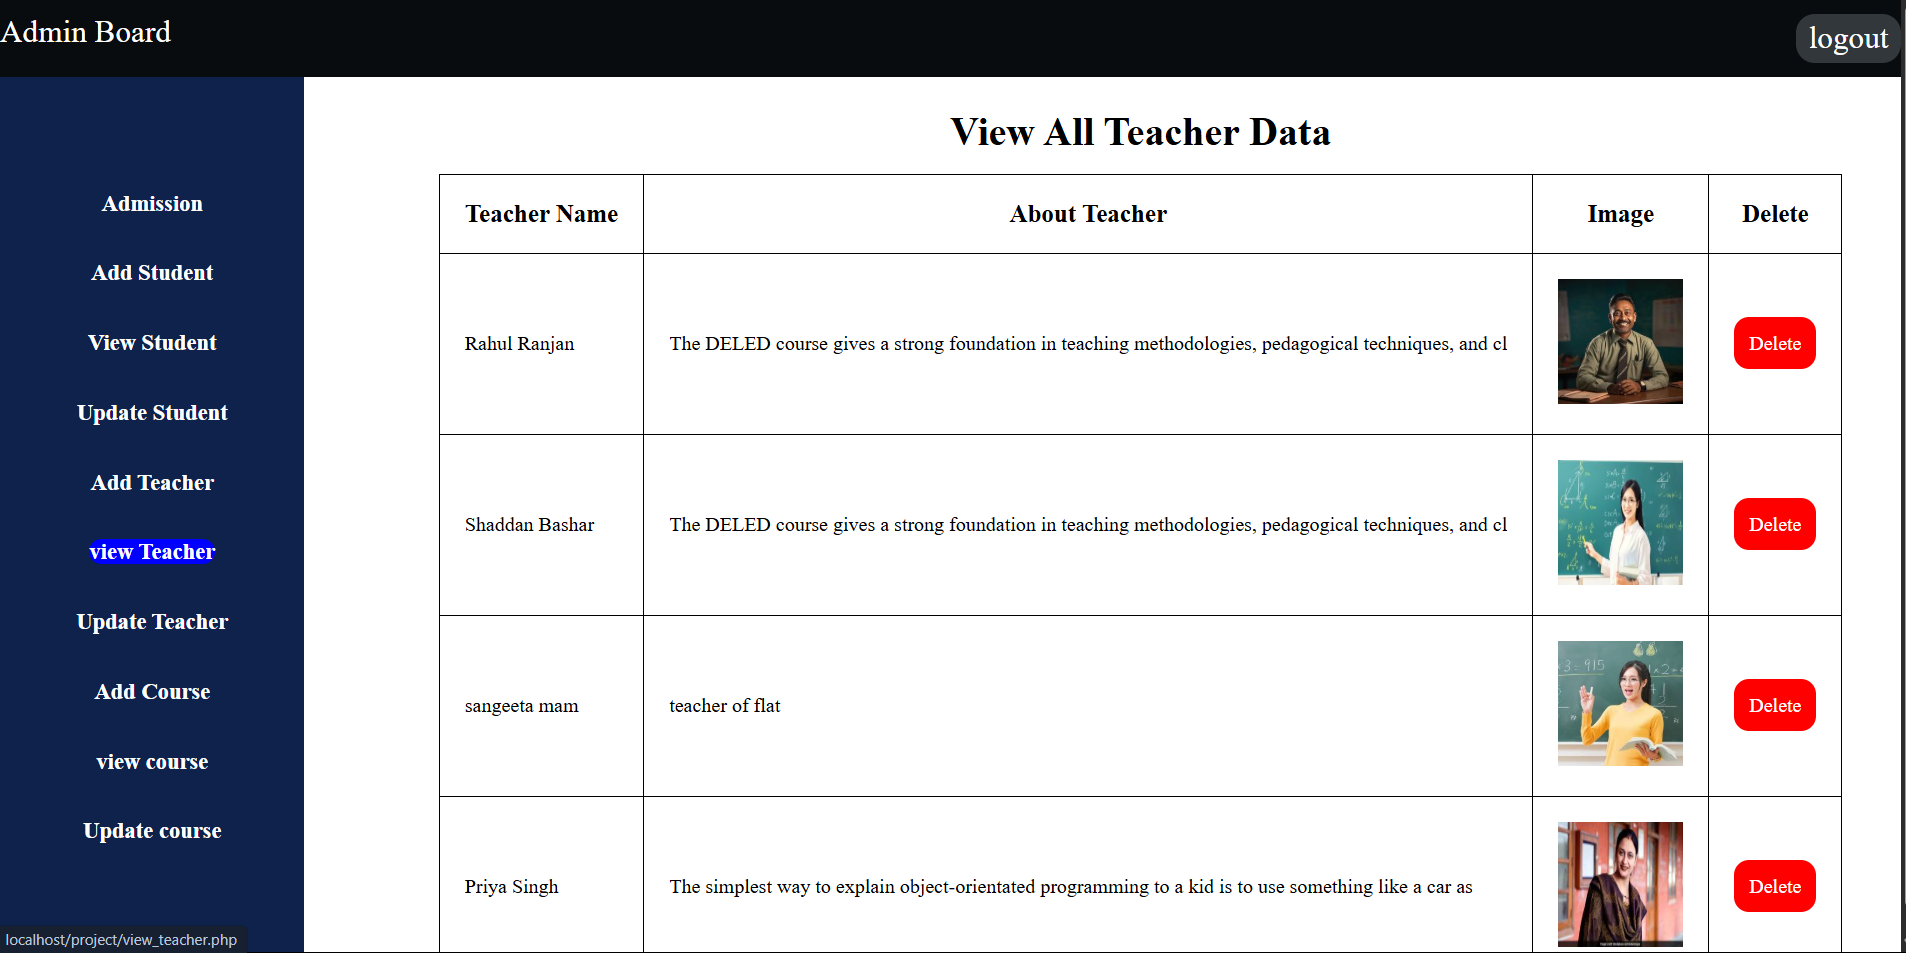 Admin Board
logout
Admission
Add Student
View Student
Update Student
Add Teacher
view Teacher
Update Teacher
Add Course
view course
Update course
View All Teacher Data
Teacher Name About Teacher Image Delete
Rahul Ranjan The DELED course gives a strong foundation in teaching methodologies, pedagogical techniques, and cl Delete
Shaddan Bashar The DELED course gives a strong foundation in teaching methodologies, pedagogical techniques, and cl Delete
sangeeta mam teacher of flat Delete
Priya Singh The simplest way to explain object-orientated programming to a kid is to use something like a car as Delete
localhost/project/view_teacher.php